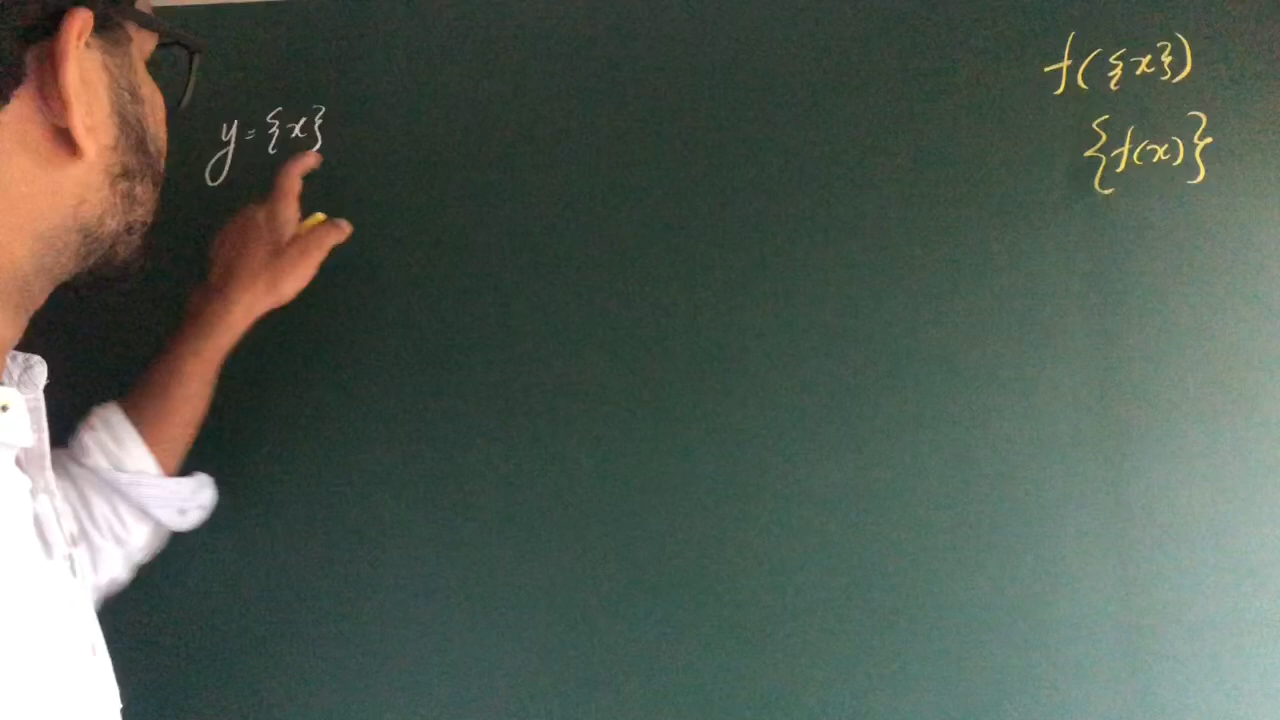 y = {x}
f({x})
{f(x)}